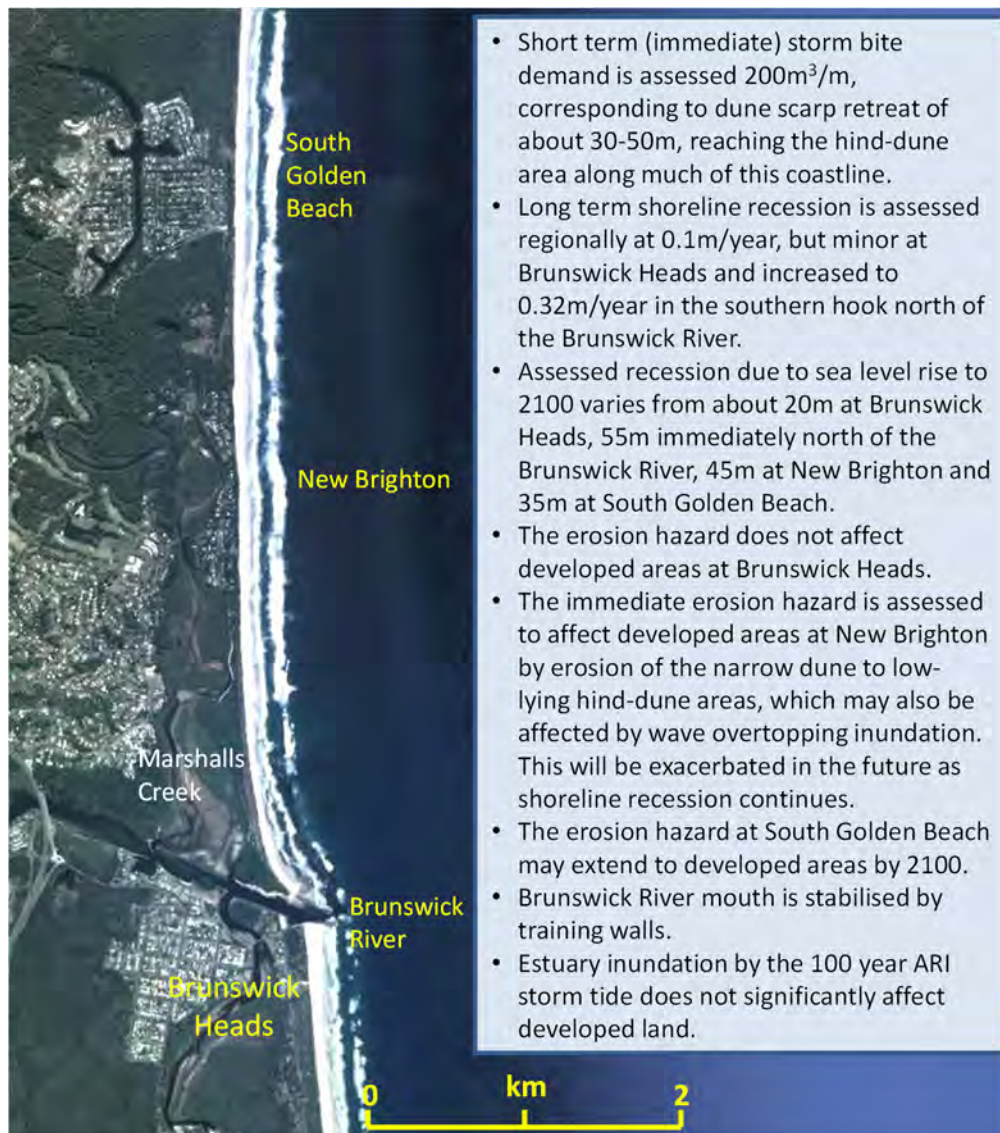 South
Golden
Beach
New Brighton
Marshalls
Creek
Brunswick
River
Brunswick
Heads
0 km 2
• Short term (immediate) storm bite
demand is assessed 200m³/m,
corresponding to dune scarp retreat of
about 30-50m, reaching the hind-dune
area along much of this coastline.
• Long term shoreline recession is assessed
regionally at 0.1m/year, but minor at
Brunswick Heads and increased to
0.32m/year in the southern hook north of
the Brunswick River.
• Assessed recession due to sea level rise to
2100 varies from about 20m at Brunswick
Heads, 55m immediately north of the
Brunswick River, 45m at New Brighton and
35m at South Golden Beach.
• The erosion hazard does not affect
developed areas at Brunswick Heads.
• The immediate erosion hazard is assessed
to affect developed areas at New Brighton
by erosion of the narrow dune to low-
lying hind-dune areas, which may also be
affected by wave overtopping inundation.
This will be exacerbated in the future as
shoreline recession continues.
• The erosion hazard at South Golden Beach
may extend to developed areas by 2100.
• Brunswick River mouth is stabilised by
training walls.
• Estuary inundation by the 100 year ARI
storm tide does not significantly affect
developed land.